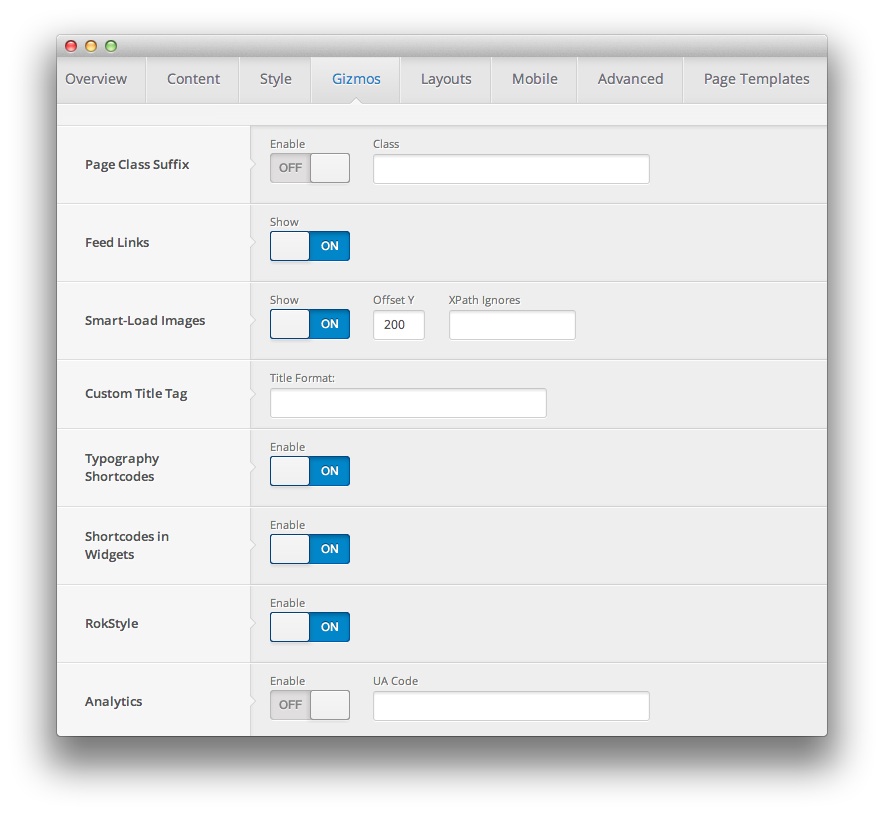 Overview Content Style Gizmos Layouts Mobile Advanced Page Templates
Page Class Suffix
Enable Class
OFF
Feed Links
Show
ON
Smart-Load Images
Show Offset Y XPath Ignores
ON 200
Custom Title Tag
Title Format:
Typography
Shortcodes
Enable
ON
Shortcodes in
Widgets
Enable
ON
RokStyle
Enable
ON
Analytics
Enable UA Code
OFF